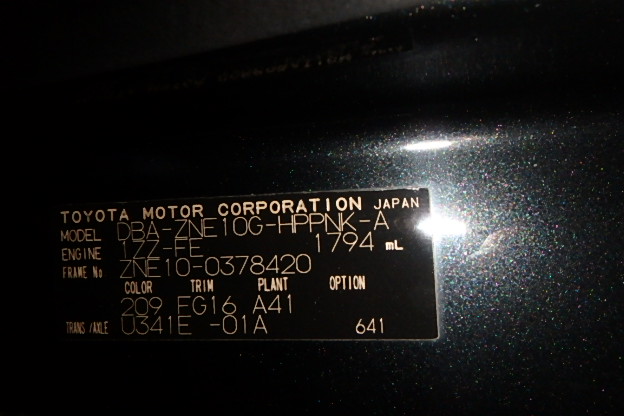 TOYOTA MOTOR CORPORATION JAPAN
MODEL DBA-ZNE10G-HPPNK-A
ENGINE 1ZZ-FE 1794 mL
FRAME No ZNE10-0378420
COLOR TRIM PLANT OPTION
209 FG16 A41
TRANS/AXLE U341E -01A 641